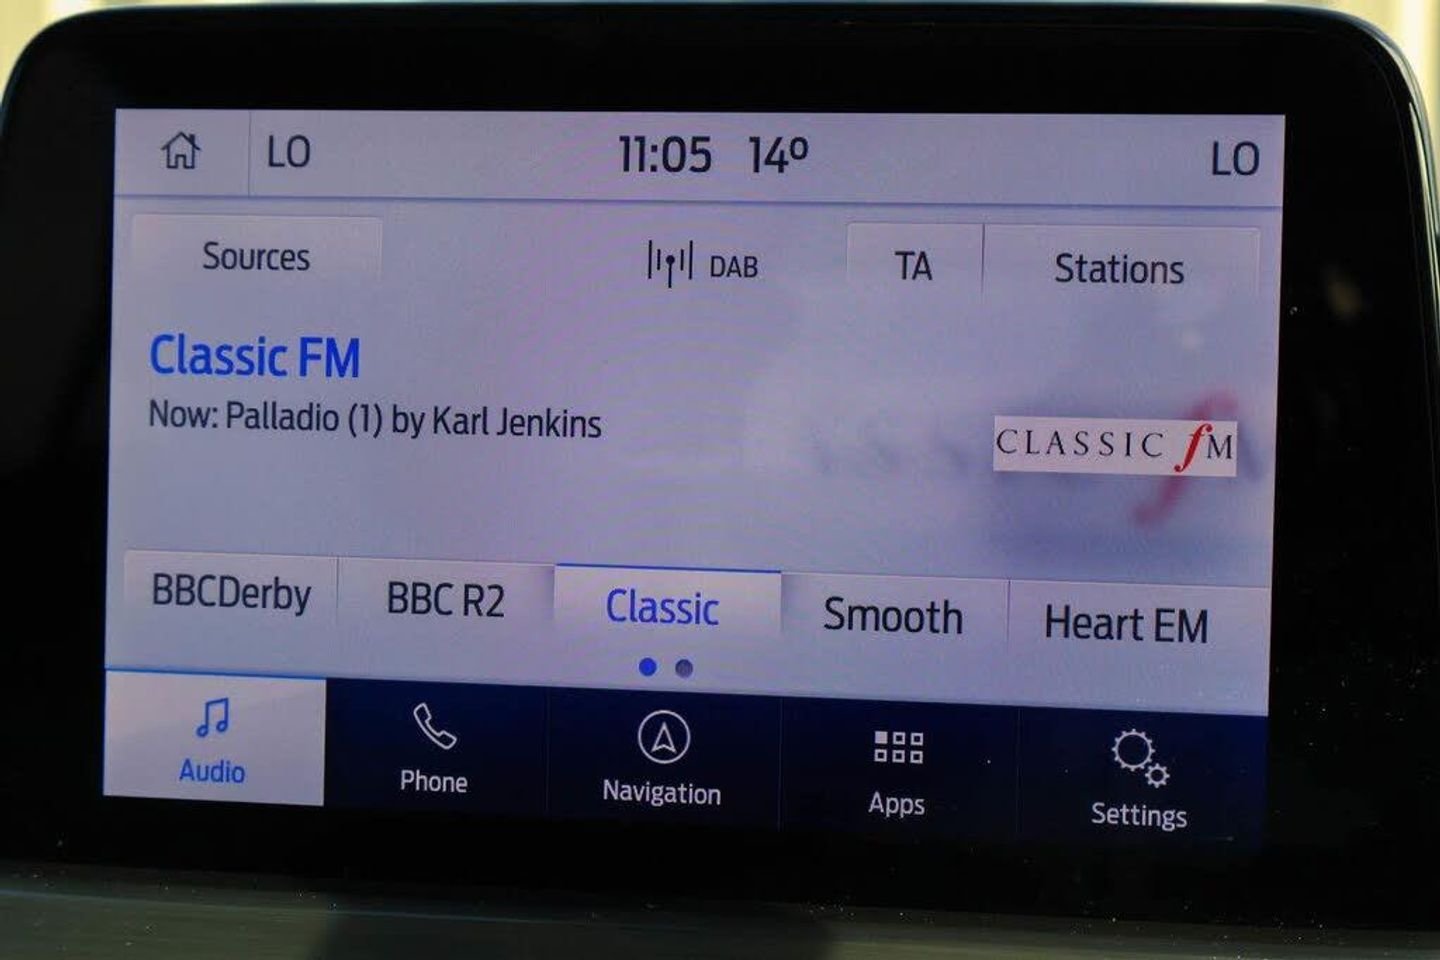 LO 11:05 14º LO
Sources DAB TA Stations
Classic FM
Now: Palladio (1) by Karl Jenkins
CLASSIC fM
BBCDerby BBC R2 Classic Smooth Heart EM
Audio Phone Navigation Apps Settings